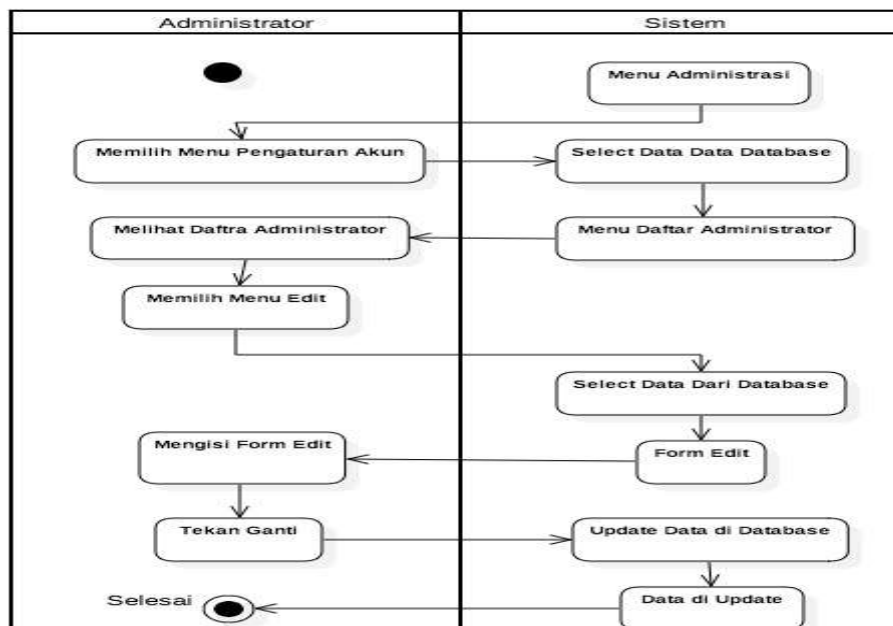 Administrator
Sistem
Menu Administrasi
Memilih Menu Pengaturan Akun
Select Data Data Database
Melihat Daftra Administrator
Menu Daftar Administrator
Memilih Menu Edit
Select Data Dari Database
Mengisi Form Edit
Form Edit
Tekan Ganti
Update Data di Database
Selesai
Data di Update